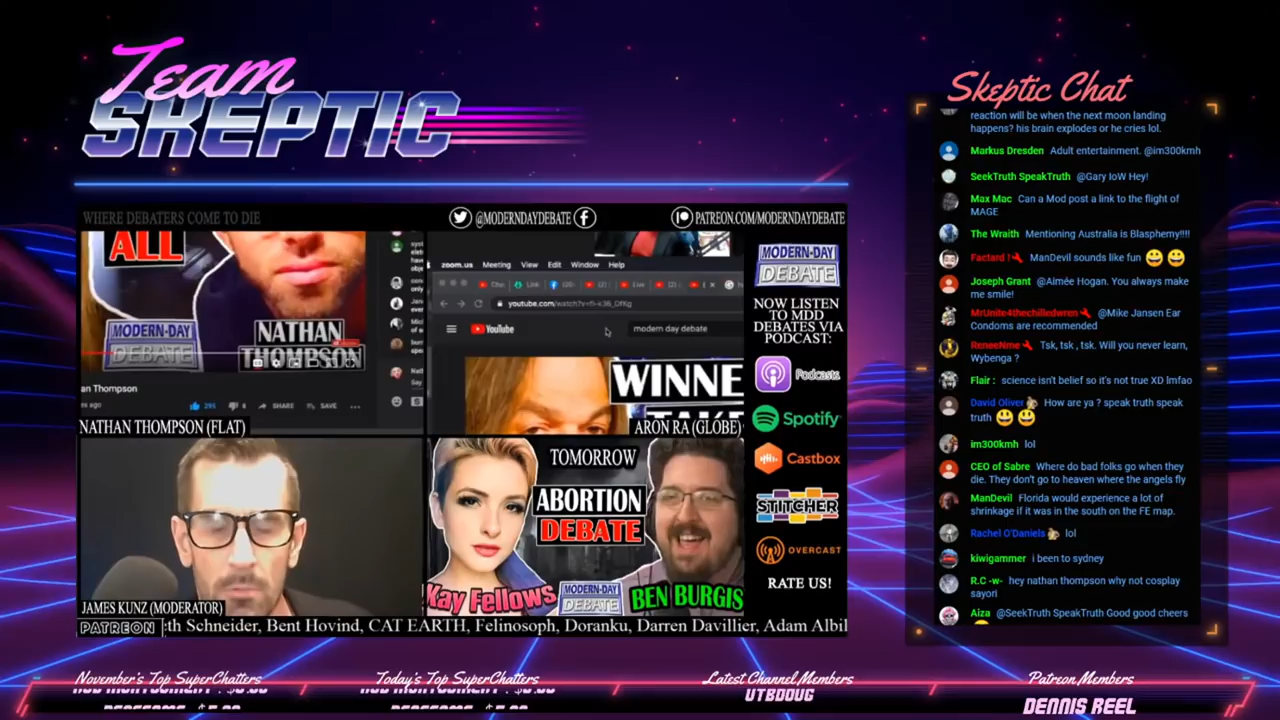 Team
SKEPTIC
Skeptic Chat
reaction will be when the next moon landing
happens? his brain explodes or he cries lol.
Markus Dresden Adult entertainment. @im300kmh
SeekTruth SpeakTruth @Gary IoW Hey!
Max Mac Can a Mod post a link to the flight of
MAGE
The Wraith Mentioning Australia is Blasphemy!!!!
Factard ! ManDevil sounds like fun
Joseph Grant @Aimée Hogan. You always make
me smile!
MrUnite4thechilledwren @Mike Jansen Ear
Condoms are recommended
ReneeNme Tsk, tsk , tsk. Will you never learn,
Wybenga ?
Flair : science isn't belief so it's not true XD lmfao
David Oliver How are ya ? speak truth speak
truth
im300kmh lol
CEO of Sabre Where do bad folks go when they
die. They don't go to heaven where the angels fly
ManDevil Florida would experience a lot of
shrinkage if it was in the south on the FE map.
Rachel O'Daniels lol
kiwigammer i been to sydney
R.C -w- hey nathan thompson why not cosplay
sayori
Aiza @SeekTruth SpeakTruth Good good cheers
WHERE DEBATERS COME TO DIE
@MODERNDAYDEBATE
PATREON.COM/MODERNDAYDEBATE
ALL
MODERN-DAY
DEBATE
NATHAN
THOMPSON
an Thompson
295
6
SHARE
SAVE
NATHAN THOMPSON (FLAT)
zoom.us Meeting View Edit Window Help
YouTube
modern day debate
WINNE
ARON RA (GLOBE)
MODERN-DAY
DEBATE
NOW LISTEN
TO MDD
DEBATES VIA
PODCAST:
Podcasts
Spotify
Castbox
STITCHER
OVERCAST
RATE US!
JAMES KUNZ (MODERATOR)
TOMORROW
ABORTION
DEBATE
Kay Fellows
MODERN-DAY
DEBATE
BEN BURGIS
PATREON
:th Schneider, Bent Hovind, CAT EARTH, Felinosoph, Doranku, Darren Davillier, Adam Albil
November's Top SuperChatters
Today's Top SuperChatters
Latest Channel Members
UTBDOUG
Patreon Members
DENNIS REEL